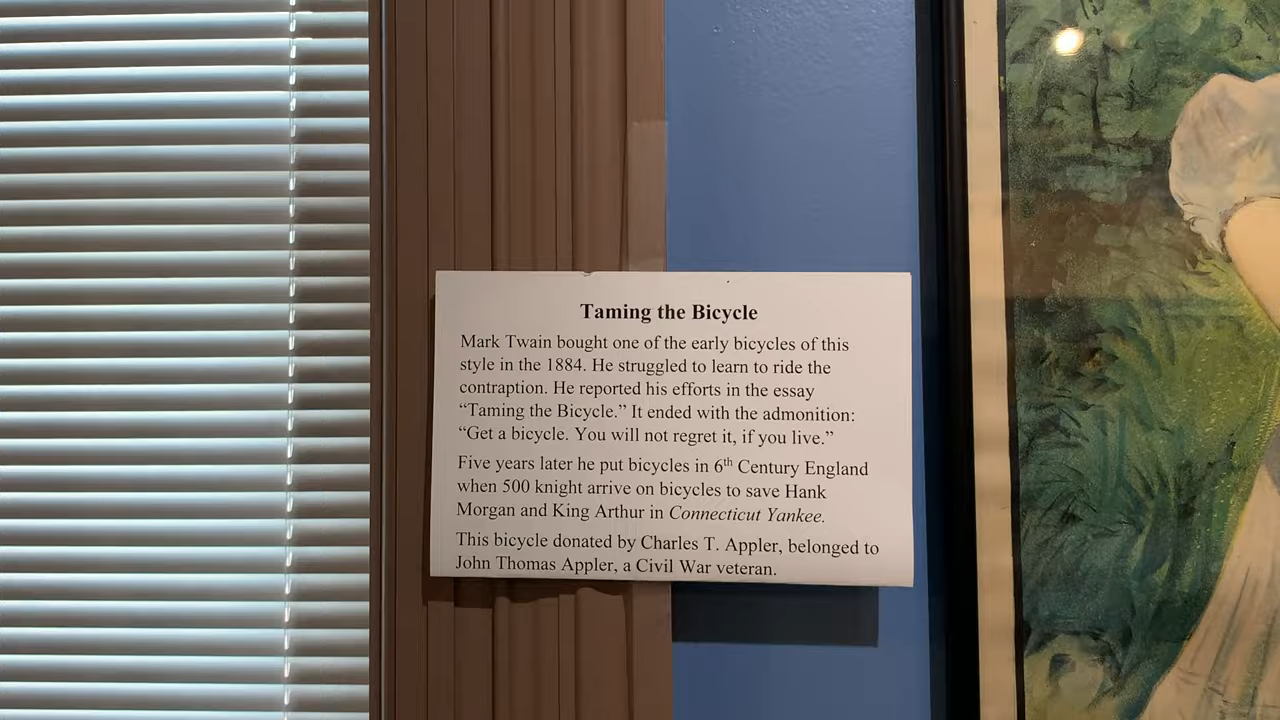 Taming the Bicycle
Mark Twain bought one of the early bicycles of this
style in the 1884. He struggled to learn to ride the
contraption. He reported his efforts in the essay
“Taming the Bicycle.” It ended with the admonition:
“Get a bicycle. You will not regret it, if you live.”
Five years later he put bicycles in 6th Century England
when 500 knight arrive on bicycles to save Hank
Morgan and King Arthur in Connecticut Yankee.
This bicycle donated by Charles T. Appler, belonged to
John Thomas Appler, a Civil War veteran.